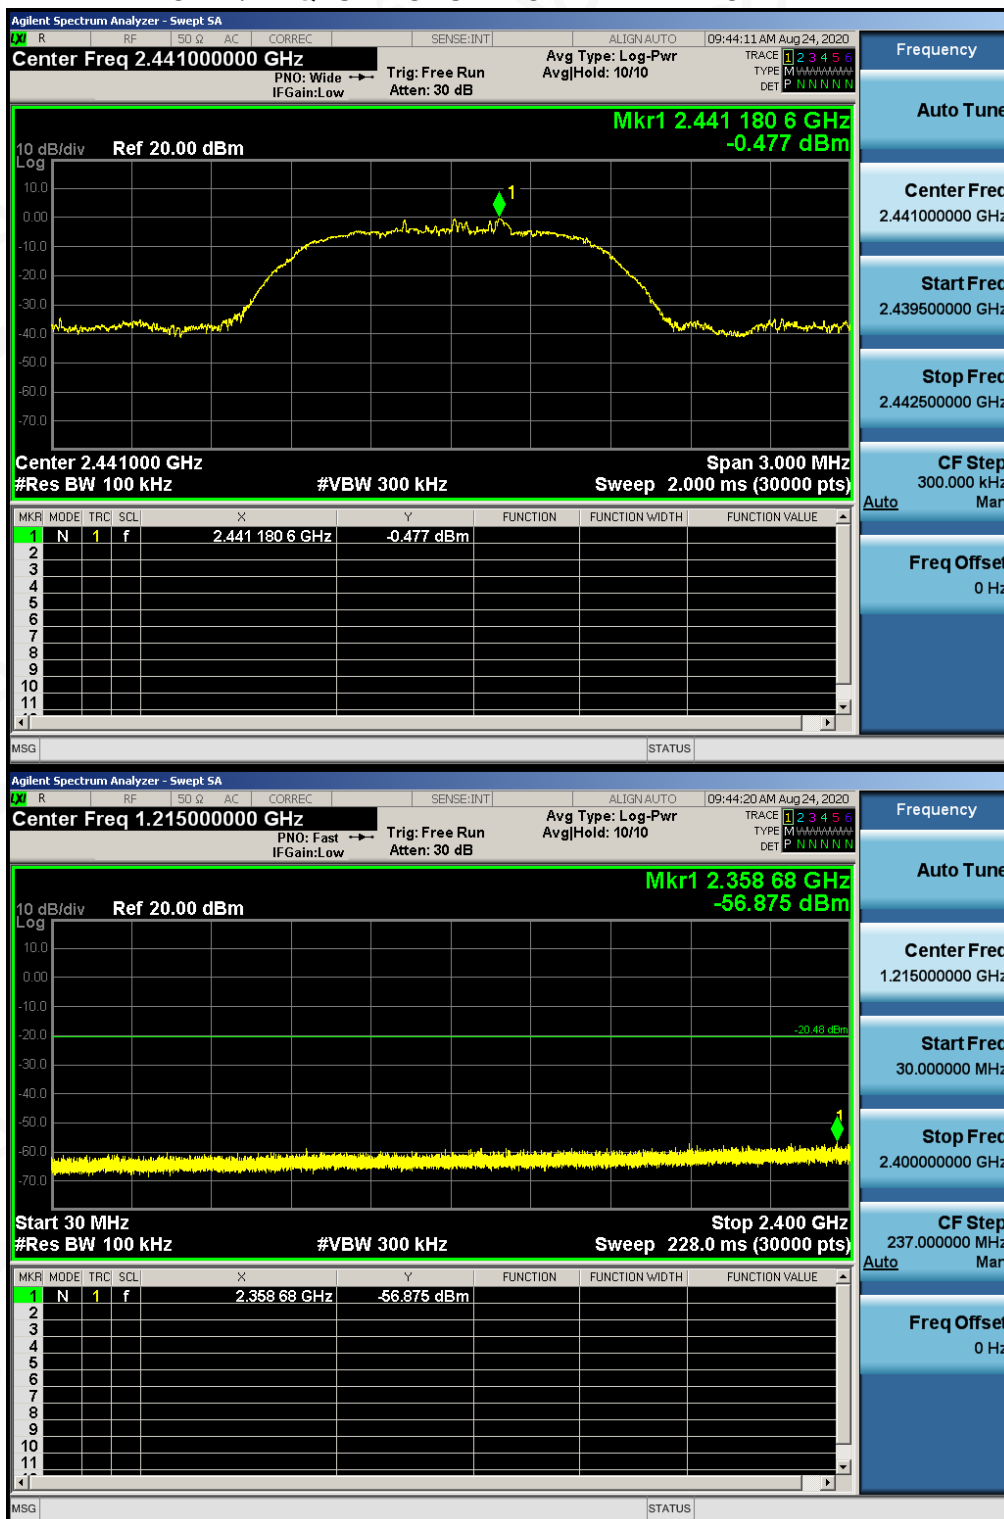 Agilent Spectrum Analyzer - Swept SA
LXI R RF 50 Ω AC CORREC SENSE:INT ALIGN AUTO 09:44:11 AM Aug 24, 2020
Center Freq 2.441000000 GHz
PNO: Wide
IFGain:Low
Trig: Free Run
Atten: 30 dB
Avg Type: Log-Pwr
Avg|Hold: 10/10
TRACE 1 2 3 4 5 6
TYPE M WWWWW
DET P N N N N N
Mkr1 2.441 180 6 GHz
-0.477 dBm
10 dB/div Ref 20.00 dBm
Log
10.0
0.00
-10.0
-20.0
-30.0
-40.0
-50.0
-60.0
-70.0
1
Center 2.441000 GHz Span 3.000 MHz
#Res BW 100 kHz #VBW 300 kHz Sweep 2.000 ms (30000 pts)
MKR MODE TRC SCL X Y FUNCTION FUNCTION WIDTH FUNCTION VALUE
1 N 1 f 2.441 180 6 GHz -0.477 dBm
2
3
4
5
6
7
8
9
10
11
MSG STATUS
Frequency
Auto Tune
Center Freq
2.441000000 GHz
Start Freq
2.439500000 GHz
Stop Freq
2.442500000 GHz
CF Step
300.000 kHz
Auto Man
Freq Offset
0 Hz
Agilent Spectrum Analyzer - Swept SA
LXI R RF 50 Ω AC CORREC SENSE:INT ALIGN AUTO 09:44:20 AM Aug 24, 2020
Center Freq 1.215000000 GHz
PNO: Fast
IFGain:Low
Trig: Free Run
Atten: 30 dB
Avg Type: Log-Pwr
Avg|Hold: 10/10
TRACE 1 2 3 4 5 6
TYPE M WWWWW
DET P N N N N N
Mkr1 2.358 68 GHz
-56.875 dBm
10 dB/div Ref 20.00 dBm
Log
10.0
0.00
-10.0
-20.0
-30.0
-40.0
-50.0
-60.0
-70.0
-20.48 dBm
1
Start 30 MHz Stop 2.400 GHz
#Res BW 100 kHz #VBW 300 kHz Sweep 228.0 ms (30000 pts)
MKR MODE TRC SCL X Y FUNCTION FUNCTION WIDTH FUNCTION VALUE
1 N 1 f 2.358 68 GHz -56.875 dBm
2
3
4
5
6
7
8
9
10
11
MSG STATUS
Frequency
Auto Tune
Center Freq
1.215000000 GHz
Start Freq
30.000000 MHz
Stop Freq
2.400000000 GHz
CF Step
237.000000 MHz
Auto Man
Freq Offset
0 Hz